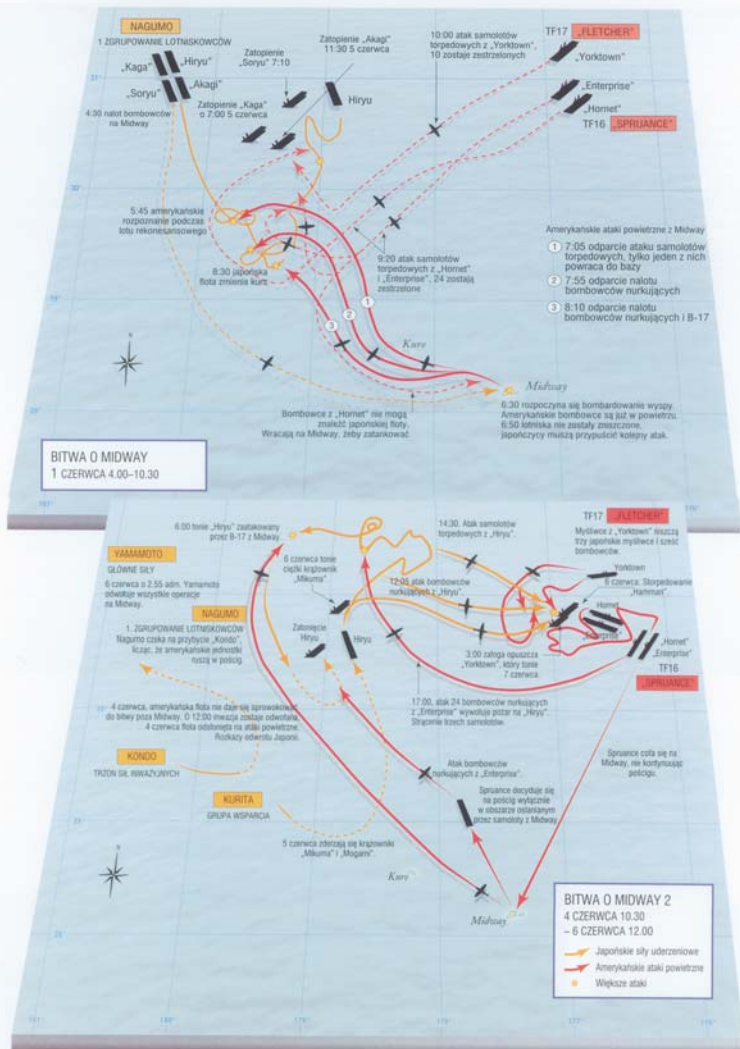 NAGUMO
1 ZGRUPOWANIE LOTNISKOWCÓW
„Kaga"
„Hiryu"
„Soryu"
„Akagi"
4:30 nalot bombowców
na Midway
Zatopienie
„Soryu" 7:10
Zatopienie „Akagi"
11:30 5 czerwca
Zatopienie „Kaga"
o 7:00 5 czerwca
Hiryu
10:00 atak samolotów
torpedowych z „Yorktown",
10 zostaje zestrzelonych
TF17 „FLETCHER"
„Yorktown"
„Enterprise"
„Hornet"
TF16 „SPRUANCE"
5:45 amerykańskie
rozpoznanie podczas
lotu rekonesansowego
8:30 japońska
flota zmienia kurs
9:20 atak samolotów
torpedowych z „Hornet"
i „Enterprise", 24 zostają
zestrzelone
Amerykańskie ataki powietrzne z Midway
1 7:05 odparcie ataku samolotów
torpedowych, tylko jeden z nich
powraca do bazy
2 7:55 odparcie nalotu
bombowców nurkujących
3 8:10 odparcie nalotu
bombowców nurkujących i B-17
1
2
3
Kure
Midway
N
Bombowce z „Hornet" nie mogą
znaleźć japońskiej floty.
Wracają na Midway, żeby zatankować
6:30 rozpoczyna się bombardowanie wyspy.
Amerykańskie bombowce są już w powietrzu.
6:50 lotniska nie zostały zniszczone,
japończycy muszą przypuścić kolejny atak.
BITWA O MIDWAY
1 CZERWCA 4.00–10.30
6:00 tonie „Hiryu" zaatakowany
przez B-17 z Midway.
14:30. Atak samolotów
torpedowych z „Hiryu".
TF17 „FLETCHER"
Myśliwce z „Yorktown" niszczą
trzy japońskie myśliwce i sześć
bombowców.
YAMAMOTO
GŁÓWNE SIŁY
6 czerwca o 2.55 adm. Yamamoto
odwołuje wszystkie operacje
na Midway.
6 czerwca tonie
ciężki krążownik
„Mikuma"
12:05 atak bombowców
nurkujących z „Hiryu".
Yorktown
6 czerwca: Storpedowanie
„Hamman"
Hornet
„Enterprise"
„Hornet"
„Enterprise"
TF16
„SPRUANCE"
NAGUMO
1. ZGRUPOWANIE LOTNISKOWCÓW
Nagumo czeka na przybycie „Kondo"
licząc, że amerykańskie jednostki
ruszą w pościg.
Zatonięcie
Hiryu
Hiryu
3:00 załoga opuszcza
„Yorktown", który tonie
7 czerwca
17:00, atak 24 bombowców nurkujących
z „Enterprise" wywołuje pożar na „Hiryu".
Strącenie trzech samolotów.
4 czerwca, amerykańska flota nie daje się sprowokować
do bitwy poza Midway. O 12:00 inwazja zostaje odwołana,
4 czerwca flota odsłonięta na ataki powietrzne.
Rozkazy odwrotu Japonii.
KONDO
TRZON SIŁ INWAZYJNYCH
KURITA
GRUPA WSPARCIA
5 czerwca zderzają się krążowniki
„Mikuma" i „Mogami".
Atak bombowców
nurkujących z „Enterprise".
Spruance decyduje się
na pościg wyłącznie
w obszarze osłanianym
przez samoloty z Midway
Spruance cofa się na
Midway, nie kontynuując
pościgu.
Kure
Midway
N
BITWA O MIDWAY 2
4 CZERWCA 10.30
– 6 CZERWCA 12.00
Japońskie siły uderzeniowe
Amerykańskie ataki powietrzne
Większe ataki